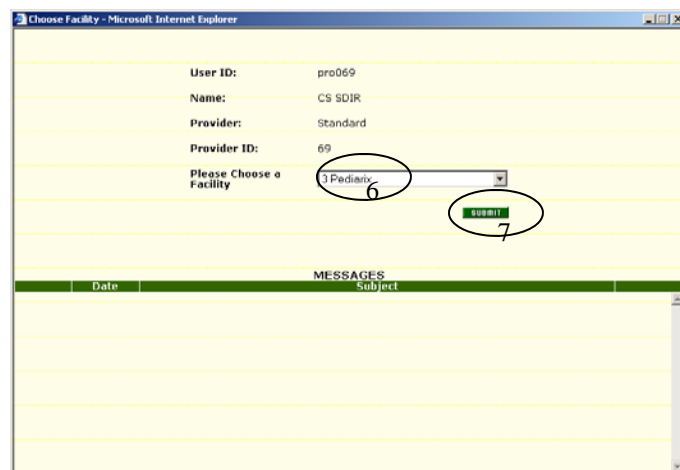 Choose Facility - Microsoft Internet Explorer
User ID: pro069
Name: CS SDIR
Provider: Standard
Provider ID: 69
Please Choose a Facility 3 Pediarix
6
SUBMIT
7
MESSAGES
Date Subject